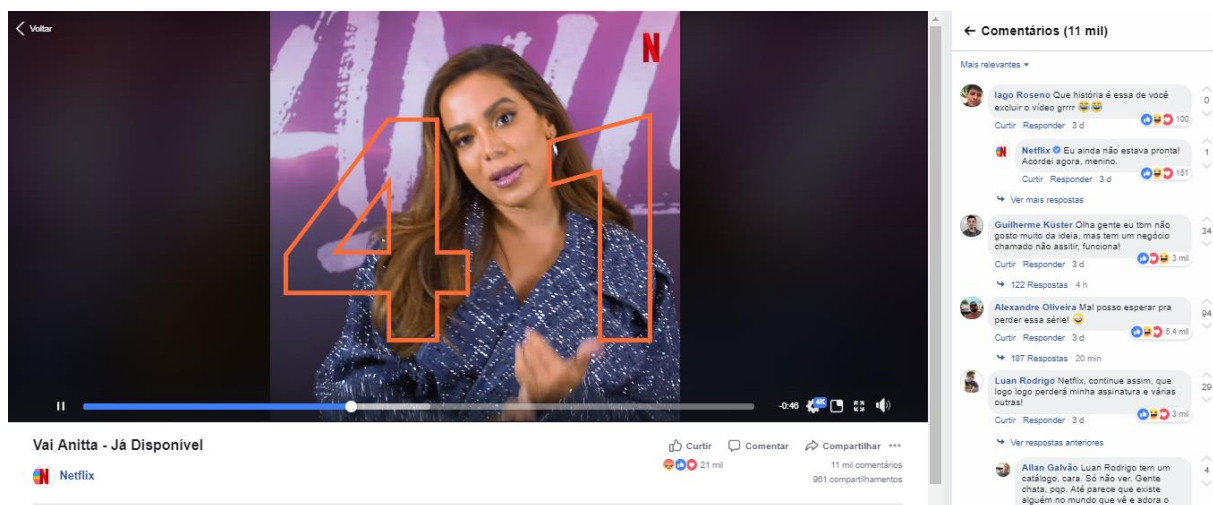 Voltar
N
41
-0:46
4K
Vai Anitta - Já Disponível
Netflix
Curtir Comentar Compartilhar
21 mil
11 mil comentários
961 compartilhamentos
← Comentários (11 mil)
Mais relevantes
Iago Roseno Que história é essa de você
excluir o vídeo grrr 😂😂
Curtir Responder 3 d
100
0
Netflix Eu ainda não estava pronta!
Acordei agora, menino.
Curtir Responder 3 d
151
1
Ver mais respostas
Guilherme Küster Olha gente eu tbm não
gosto muito da ideia, mas tem um negócio
chamado não assitir, funciona!
Curtir Responder 3 d
3 mil
34
122 Respostas · 4 h
Alexandre Oliveira Mal posso esperar pra
perder essa série! 😂
Curtir Responder 3 d
5,4 mil
94
187 Respostas · 20 min
Luan Rodrigo Netflix, continue assim, que
logo logo perderá minha assinatura e várias
outras!
Curtir Responder 3 d
3 mil
29
Ver respostas anteriores
Allan Galvão Luan Rodrigo tem um
catálogo, cara. Só não ver. Gente
chata, pqp. Até parece que existe
alguém no mundo que vê e adora o
4